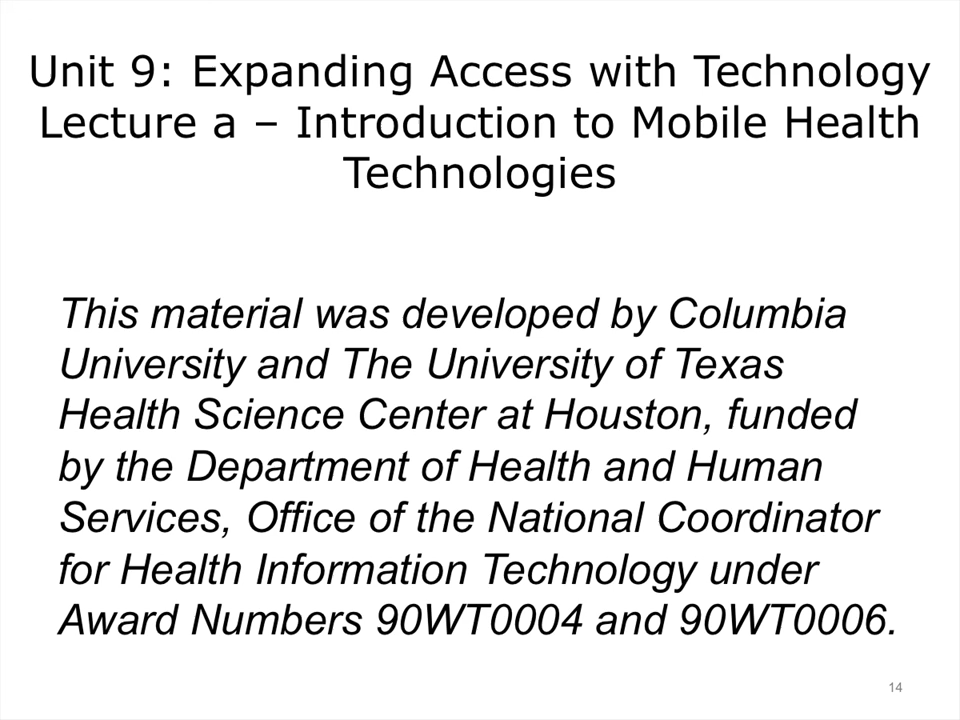 Unit 9: Expanding Access with Technology
Lecture a – Introduction to Mobile Health
Technologies
This material was developed by Columbia
University and The University of Texas
Health Science Center at Houston, funded
by the Department of Health and Human
Services, Office of the National Coordinator
for Health Information Technology under
Award Numbers 90WT0004 and 90WT0006.
14